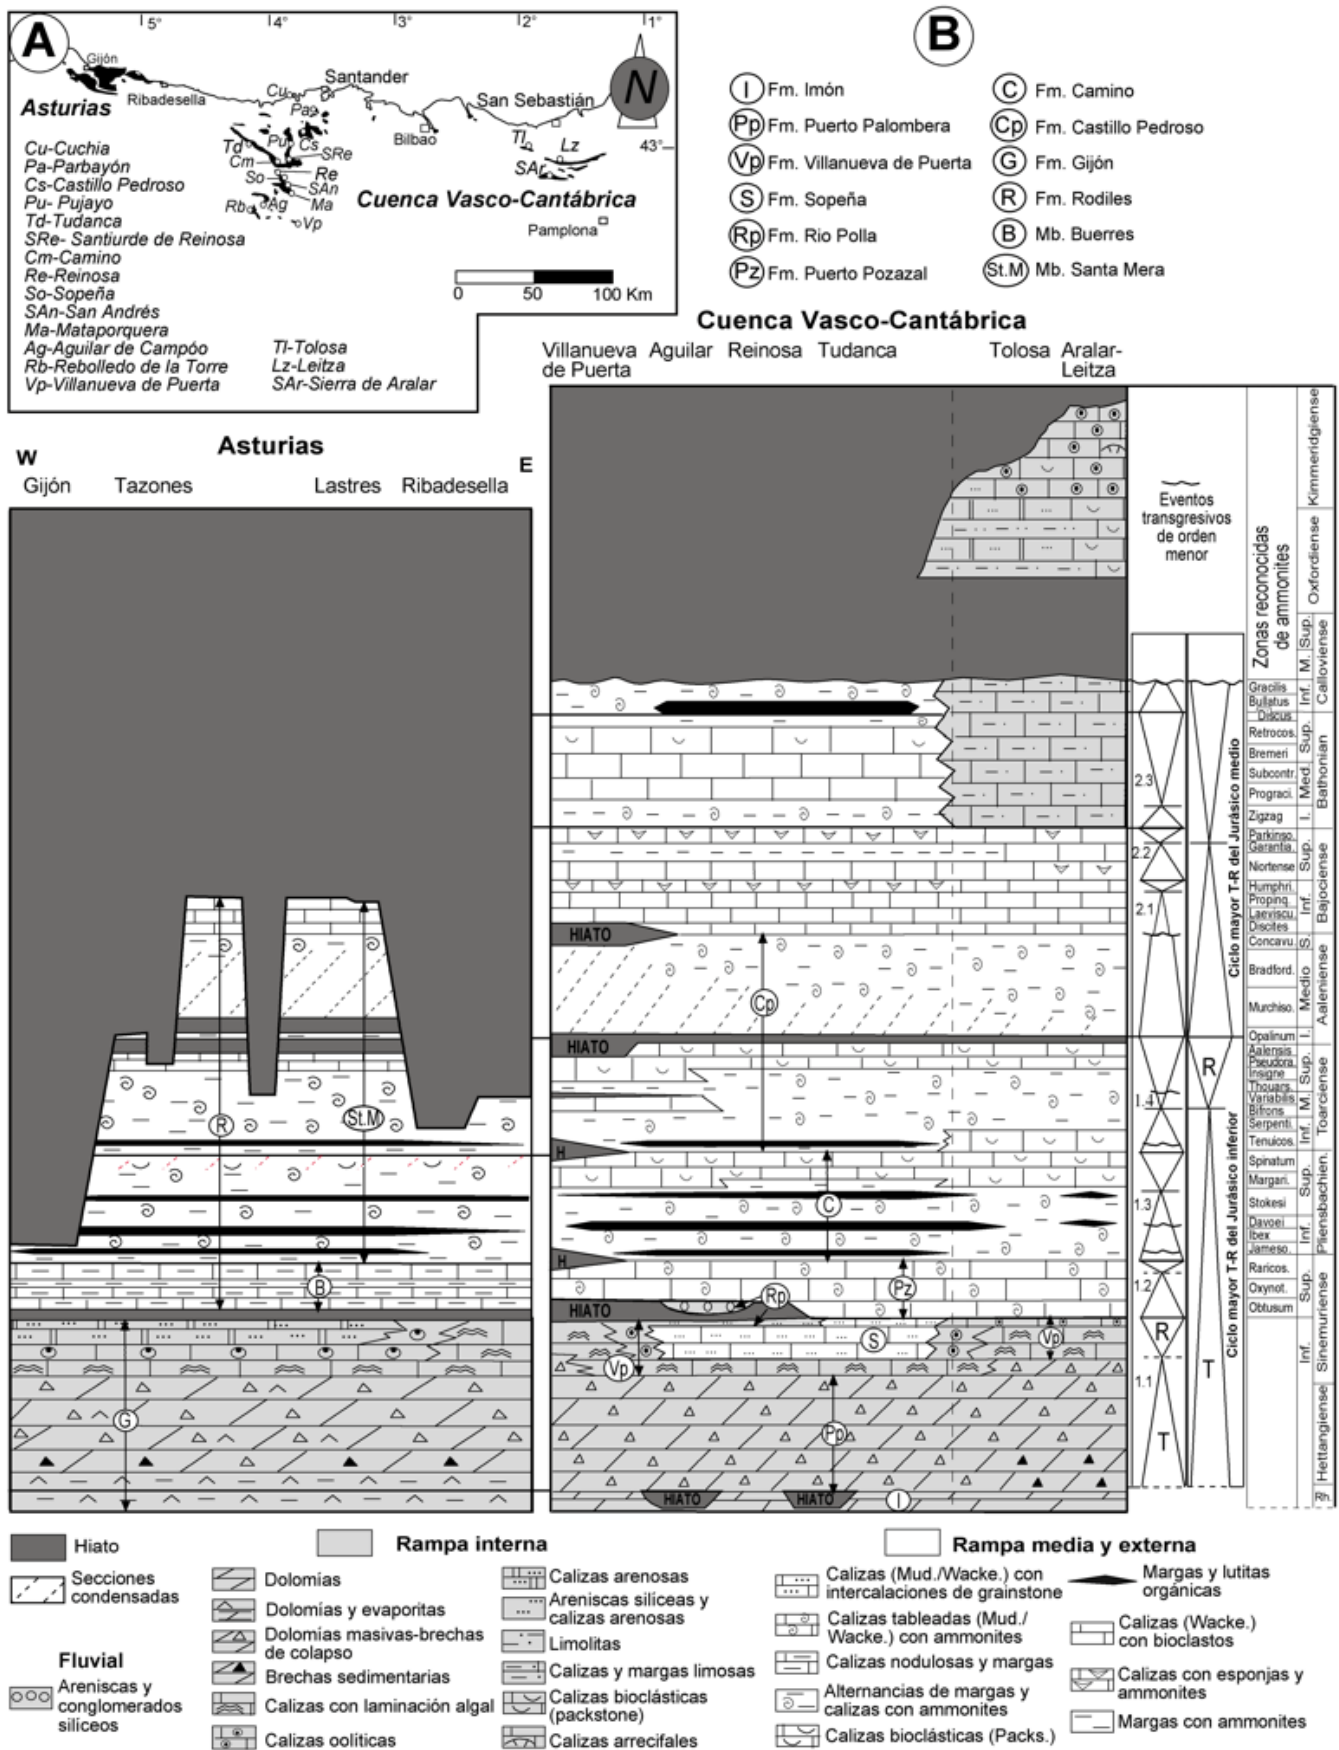 A
5°
4°
3°
2°
1°
Gijón
Ribadesella
Santander
San Sebastián
Bilbao
Pamplona
N
43°
Asturias
Cuenca Vasco-Cantábrica
Cu
Pa
Td
Pu
Cs
SRe
Cm
Re
So
SAn
Ma
Rb
Ag
Vp
Tl
Lz
SAr
0 50 100 Km
Cu-Cuchia
Pa-Parbayón
Cs-Castillo Pedroso
Pu- Pujayo
Td-Tudanca
SRe- Santiurde de Reinosa
Cm-Camino
Re-Reinosa
So-Sopeña
SAn-San Andrés
Ma-Mataporquera
Ag-Aguilar de Campóo
Rb-Rebolledo de la Torre
Vp-Villanueva de Puerta
Tl-Tolosa
Lz-Leitza
SAr-Sierra de Aralar
B
I Fm. Imón
Pp Fm. Puerto Palombera
Vp Fm. Villanueva de Puerta
S Fm. Sopeña
Rp Fm. Rio Polla
Pz Fm. Puerto Pozazal
C Fm. Camino
Cp Fm. Castillo Pedroso
G Fm. Gijón
R Fm. Rodiles
B Mb. Buerres
St.M Mb. Santa Mera
Cuenca Vasco-Cantábrica
Villanueva de Puerta
Aguilar
Reinosa
Tudanca
Tolosa
Aralar-Leitza
Asturias
W
E
Gijón
Tazones
Lastres
Ribadesella
R
St.M
B
G
HIATO
Cp
HIATO
H
C
H
Pz
HIATO
Rp
S
Vp
Vp
Pp
HIATO
HIATO
I
Eventos
transgresivos
de orden
menor
2.3
2.2
2.1
1.4
1.3
1.2
R
1.1
T
R
T
Ciclo mayor T-R del Jurásico medio
Ciclo mayor T-R del Jurásico inferior
Zonas reconocidas
de ammonites
Gracilis
Bullatus
Discus
Retrocos.
Bremeri
Subcontr.
Prograci.
Zigzag
Parkinso.
Garantia.
Niortense
Humphri.
Propinq.
Laeviscu.
Discites
Concavu.
Bradford.
Murchiso.
Opalinum
Aalensis
Pseudora.
Insigne
Thouars.
Variabilis
Bifrons
Serpenti.
Tenuicos.
Spinatum
Margari.
Stokesi
Davoei
Ibex
Jameso.
Raricos.
Oxynot.
Obtusum
Sup.
M.
Inf.
Sup.
Med.
I.
Sup.
Inf.
S.
Medio
I.
Sup.
M.
Inf.
Sup.
Inf.
Sup.
Inf.
Kimmeridgiense
Oxfordiense
Calloviense
Bathonian
Bajociense
Aaleniense
Toarciense
Pliensbachien.
Sinemuriense
Hettangiense
Rh.
Hiato
Secciones
condensadas
Fluvial
Areniscas y
conglomerados
silíceos
Rampa interna
Dolomías
Dolomías y evaporitas
Dolomías masivas-brechas
de colapso
Brechas sedimentarias
Calizas con laminación algal
Calizas oolíticas
Calizas arenosas
Areniscas silíceas y
calizas arenosas
Limolitas
Calizas y margas limosas
Calizas bioclásticas
(packstone)
Calizas arrecifales
Rampa media y externa
Calizas (Mud./Wacke.) con
intercalaciones de grainstone
Calizas tableadas (Mud./
Wacke.) con ammonites
Calizas nodulosas y margas
Alternancias de margas y
calizas con ammonites
Calizas bioclásticas (Packs.)
Margas y lutitas
orgánicas
Calizas (Wacke.)
con bioclastos
Calizas con esponjas y
ammonites
Margas con ammonites